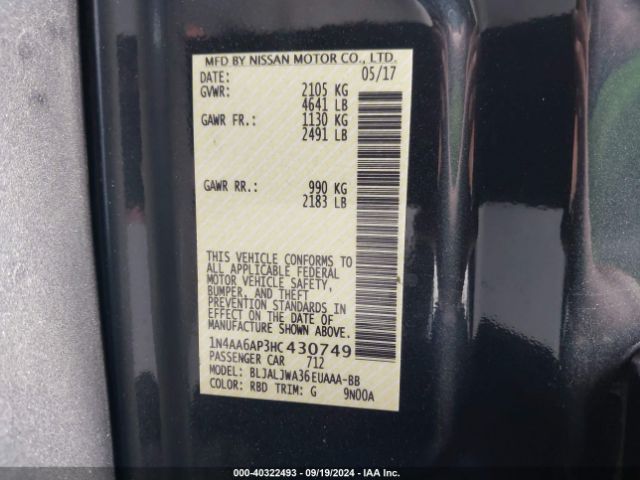 MFD BY NISSAN MOTOR CO., LTD.
DATE: 05/17
GVWR: 2105 KG
4641 LB
GAWR FR.: 1130 KG
2491 LB
GAWR RR.: 990 KG
2183 LB
THIS VEHICLE CONFORMS TO
ALL APPLICABLE FEDERAL
MOTOR VEHICLE SAFETY,
BUMPER, AND THEFT
PREVENTION STANDARDS IN
EFFECT ON THE DATE OF
MANUFACTURE SHOWN ABOVE.
1N4AA6AP3HC430749
PASSENGER CAR 712
MODEL: BLJALJWA36EUAAA-BB
COLOR: RBD TRIM: G 9N00A
000-40322493 - 09/19/2024 - IAA Inc.